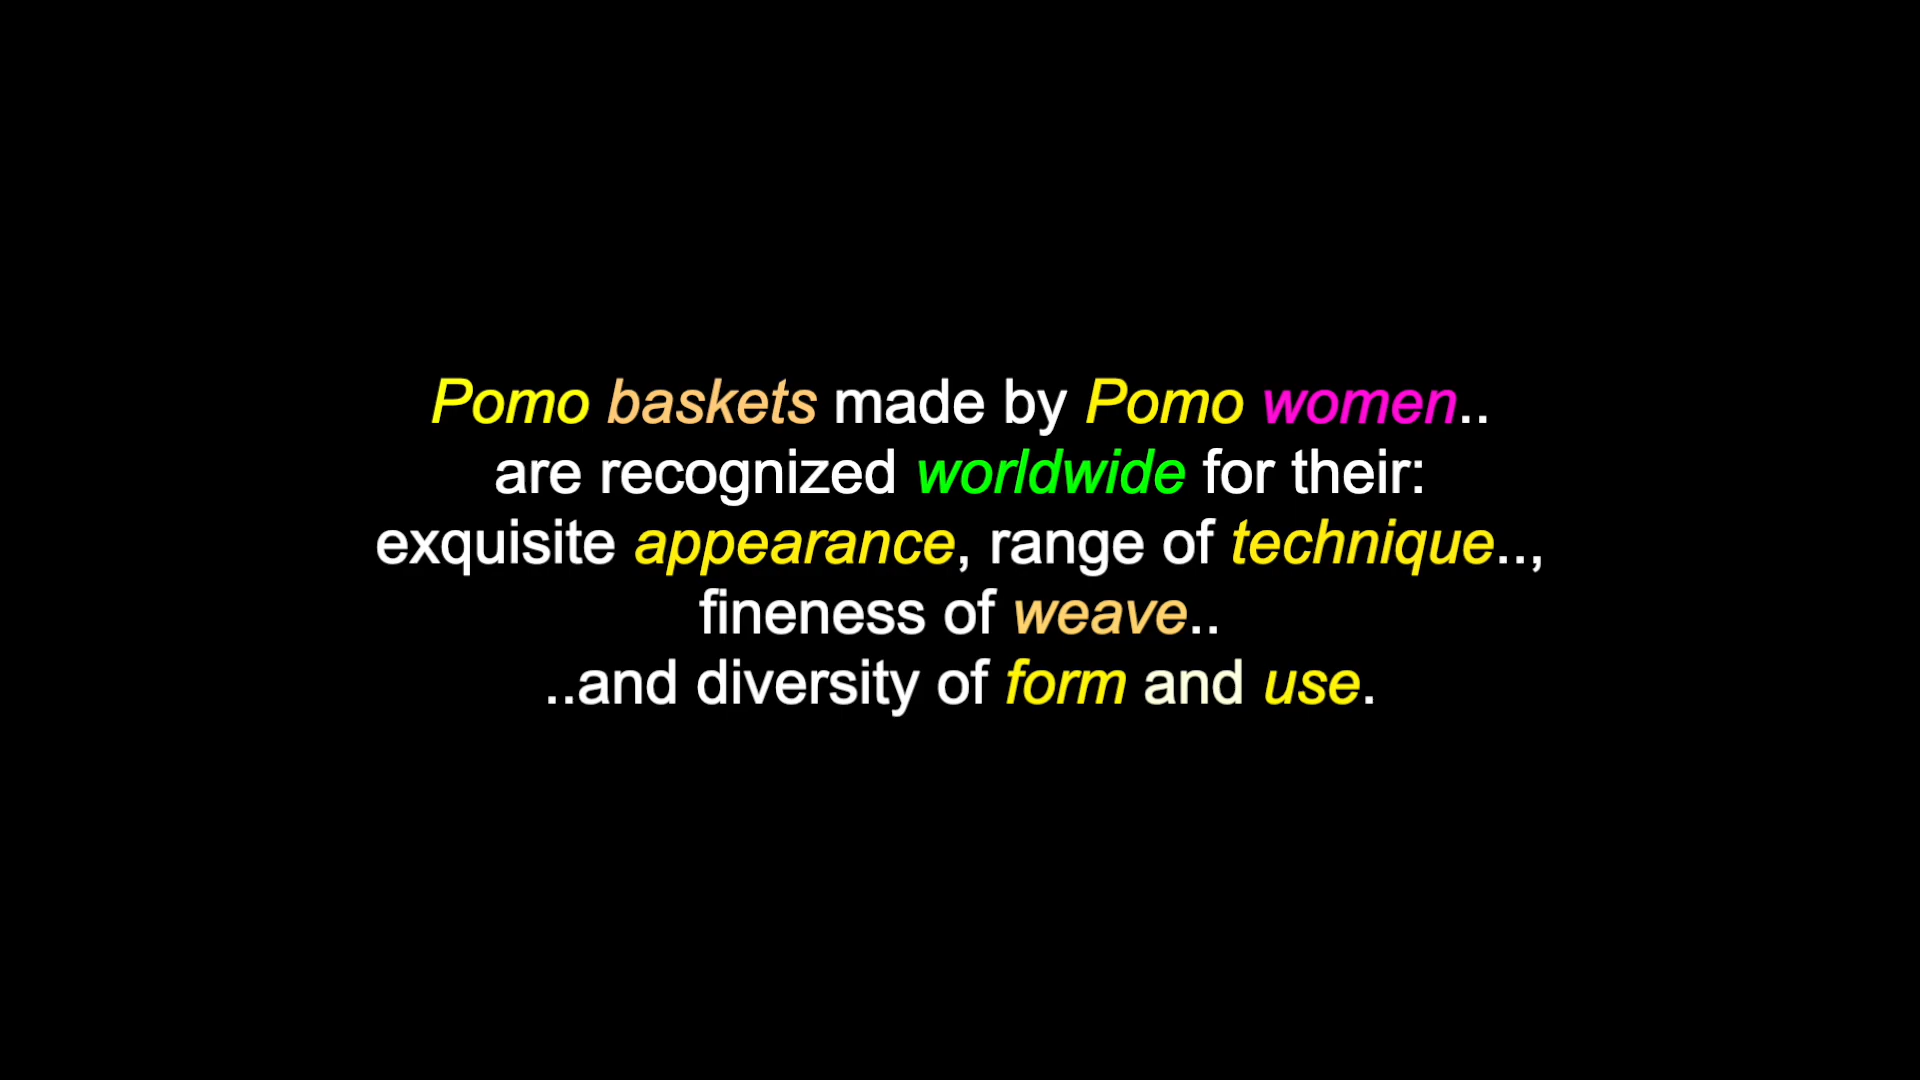 Pomo baskets made by Pomo women..
are recognized worldwide for their:
exquisite appearance, range of technique..,
fineness of weave..
..and diversity of form and use.